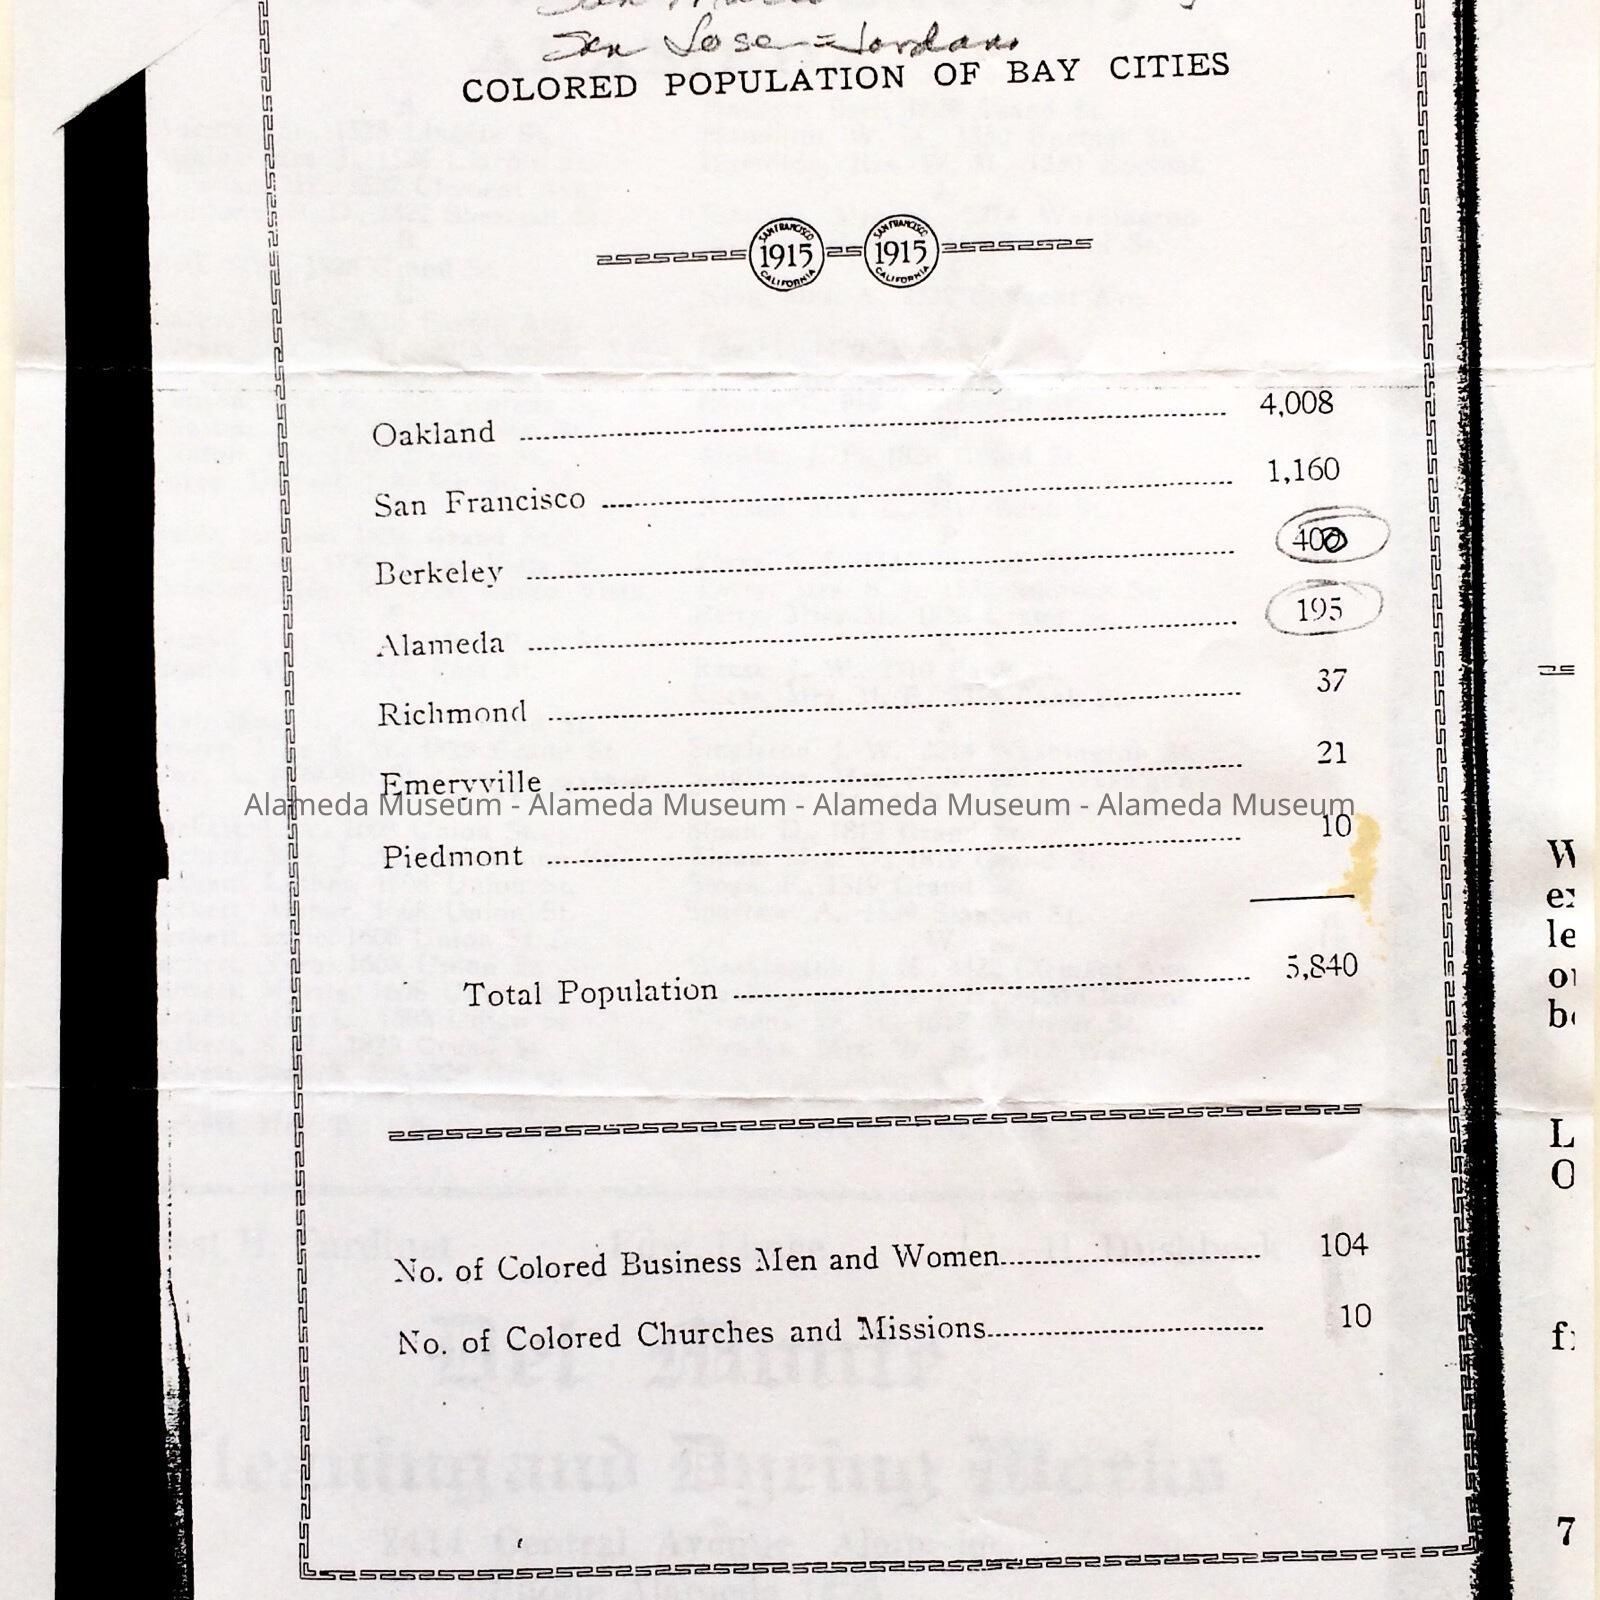 San Jose = Jordans
COLORED POPULATION OF BAY CITIES
SAN FRANCISCO 1915 CALIFORNIA SAN FRANCISCO 1915 CALIFORNIA
Oakland 4,008
San Francisco 1,160
Berkeley 409
Alameda 195
Richmond 37
Emeryville 21
Alameda Museum - Alameda Museum - Alameda Museum - Alameda Museum
Piedmont 10
Total Population 5,840
No. of Colored Business Men and Women 104
No. of Colored Churches and Missions 10